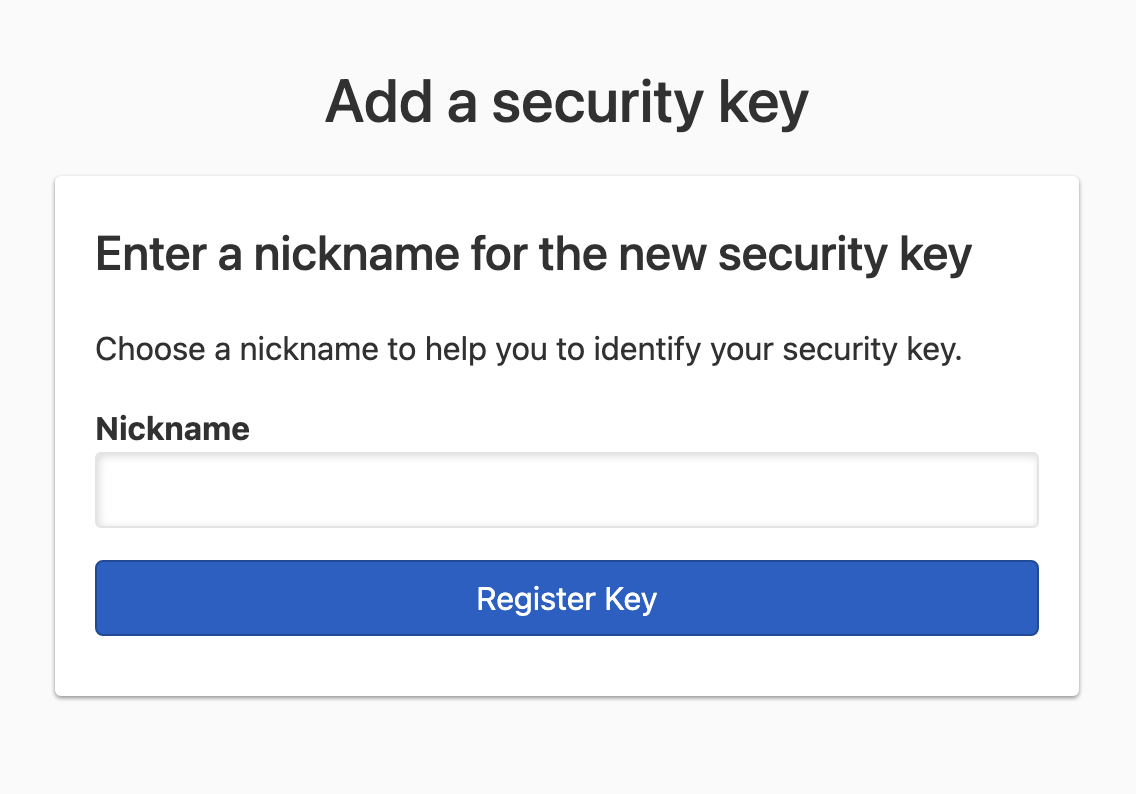 Add a security key
Enter a nickname for the new security key
Choose a nickname to help you to identify your security key.
Nickname
Register Key